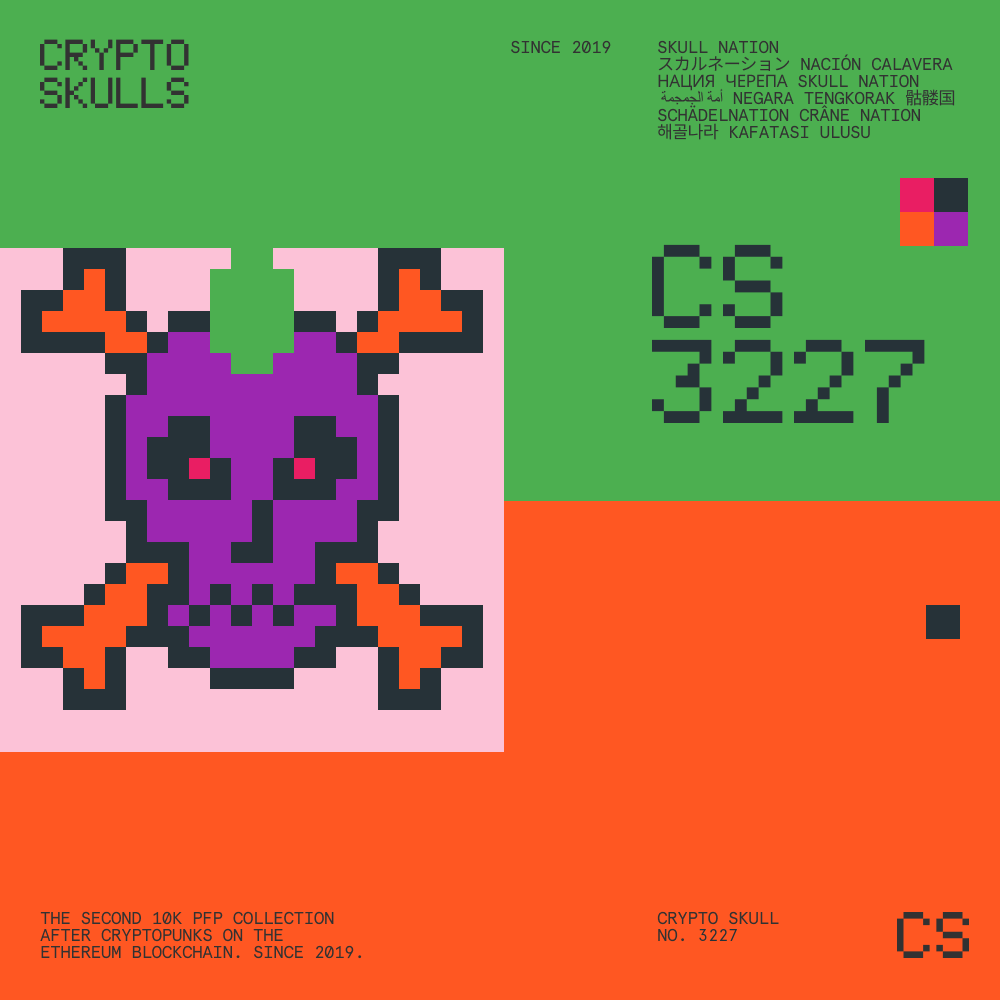 CRYPTO
SKULLS
SINCE 2019
SKULL NATION
スカルネーション NACIÓN CALAVERA
НАЦИЯ ЧЕРЕПА SKULL NATION
أمة الجمجمة NEGARA TENGKORAK 骷髅国
SCHÄDELNATION CRÂNE NATION
해골나라 KAFATASI ULUSU
CS
3227
THE SECOND 10K PFP COLLECTION
AFTER CRYPTOPUNKS ON THE
ETHEREUM BLOCKCHAIN. SINCE 2019.
CRYPTO SKULL
NO. 3227
CS